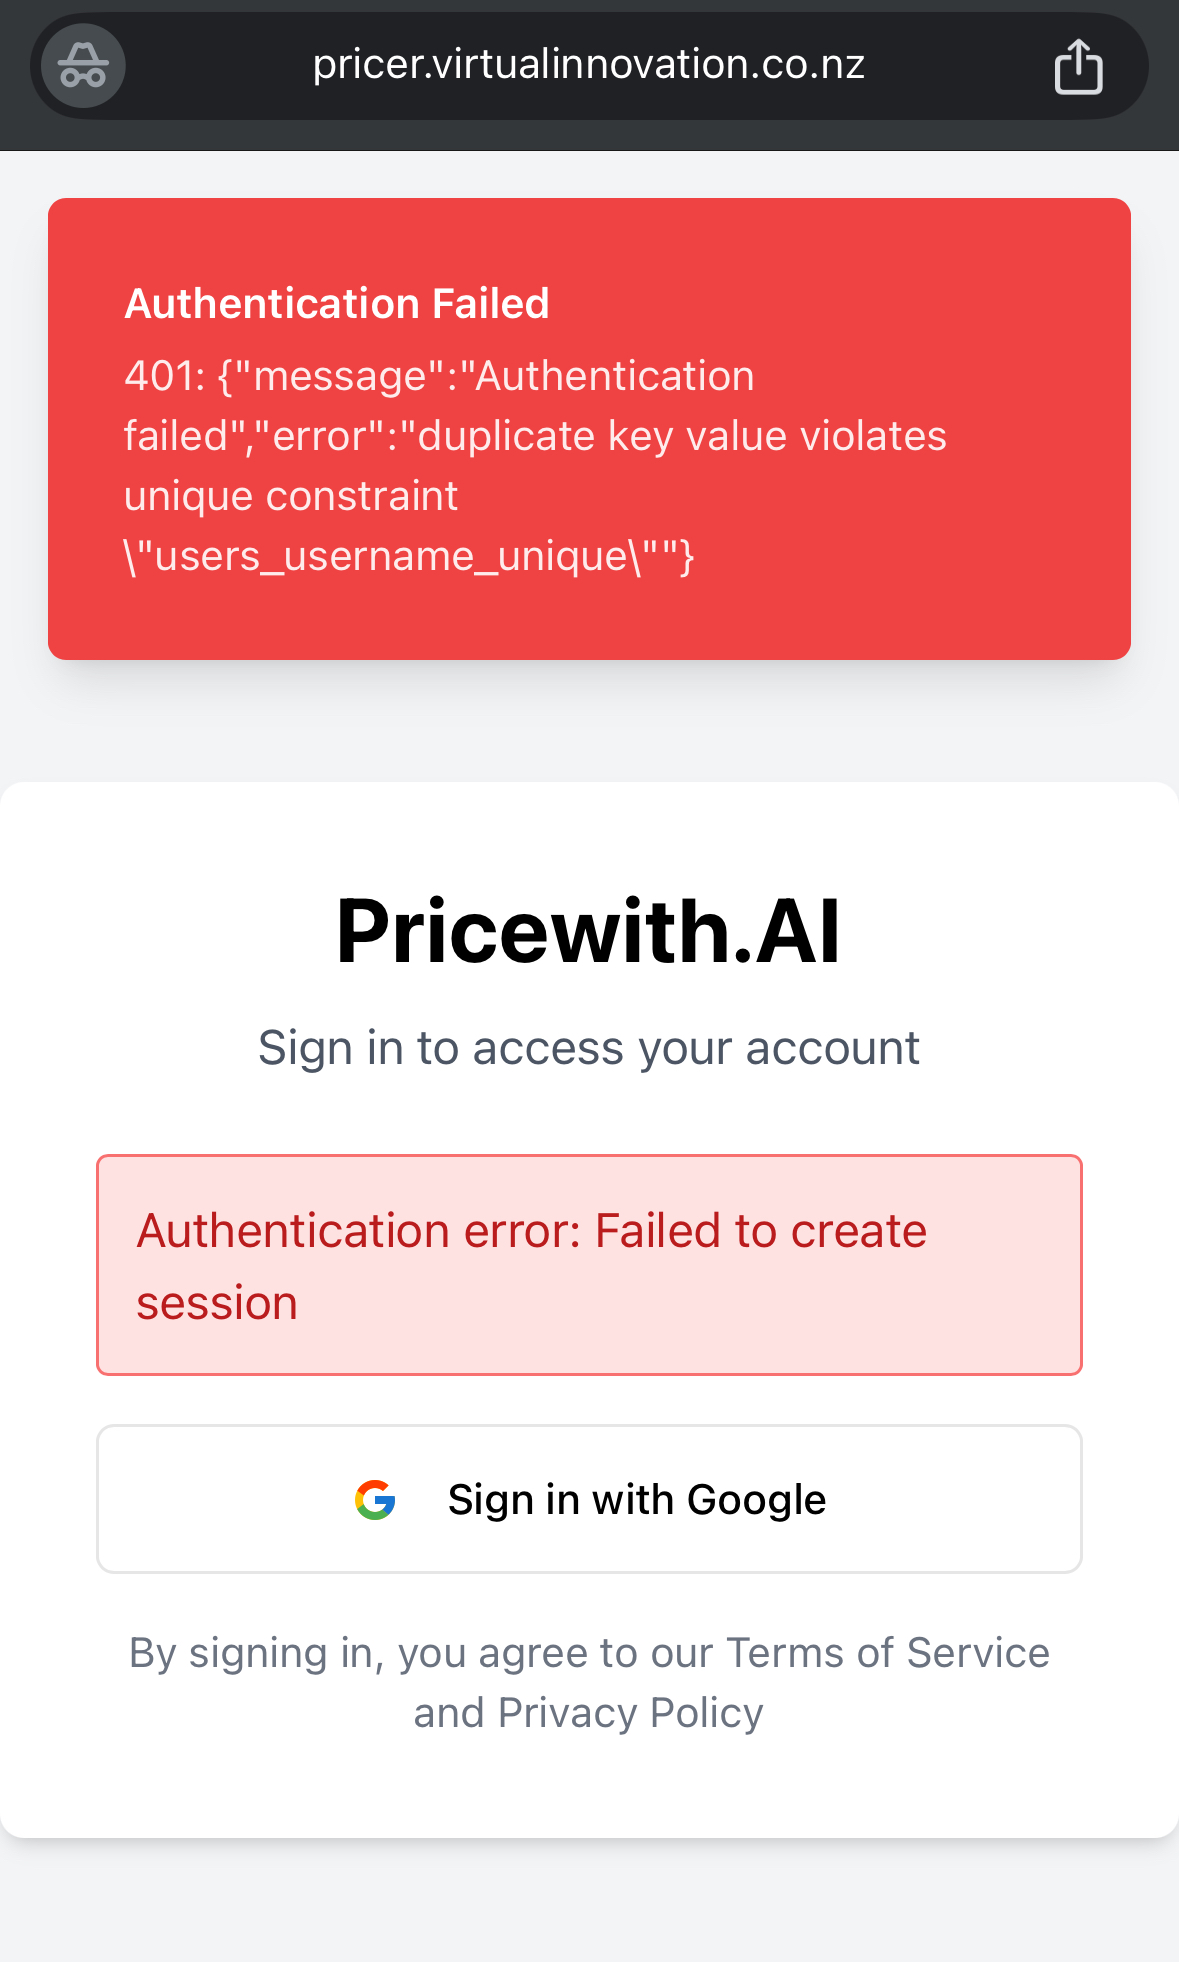 pricer.virtualinnovation.co.nz
Authentication Failed
401: {"message":"Authentication
failed","error":"duplicate key value violates
unique constraint
\"users_username_unique\""}
Pricewith.AI
Sign in to access your account
Authentication error: Failed to create
session
Sign in with Google
By signing in, you agree to our Terms of Service
and Privacy Policy